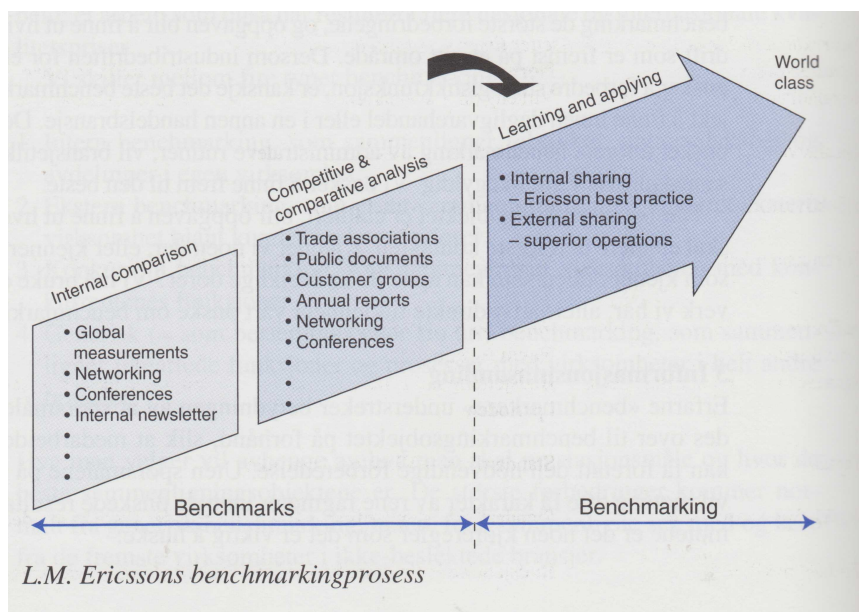 World
class
Learning and applying
• Internal sharing
– Ericsson best practice
• External sharing
– superior operations
Competitive &
comparative analysis
• Trade associations
• Public documents
• Customer groups
• Annual reports
• Networking
• Conferences
•
•
•
Internal comparison
• Global
measurements
• Networking
• Conferences
• Internal newsletter
•
•
•
Benchmarks
Benchmarking
L.M. Ericssons benchmarkingprosess